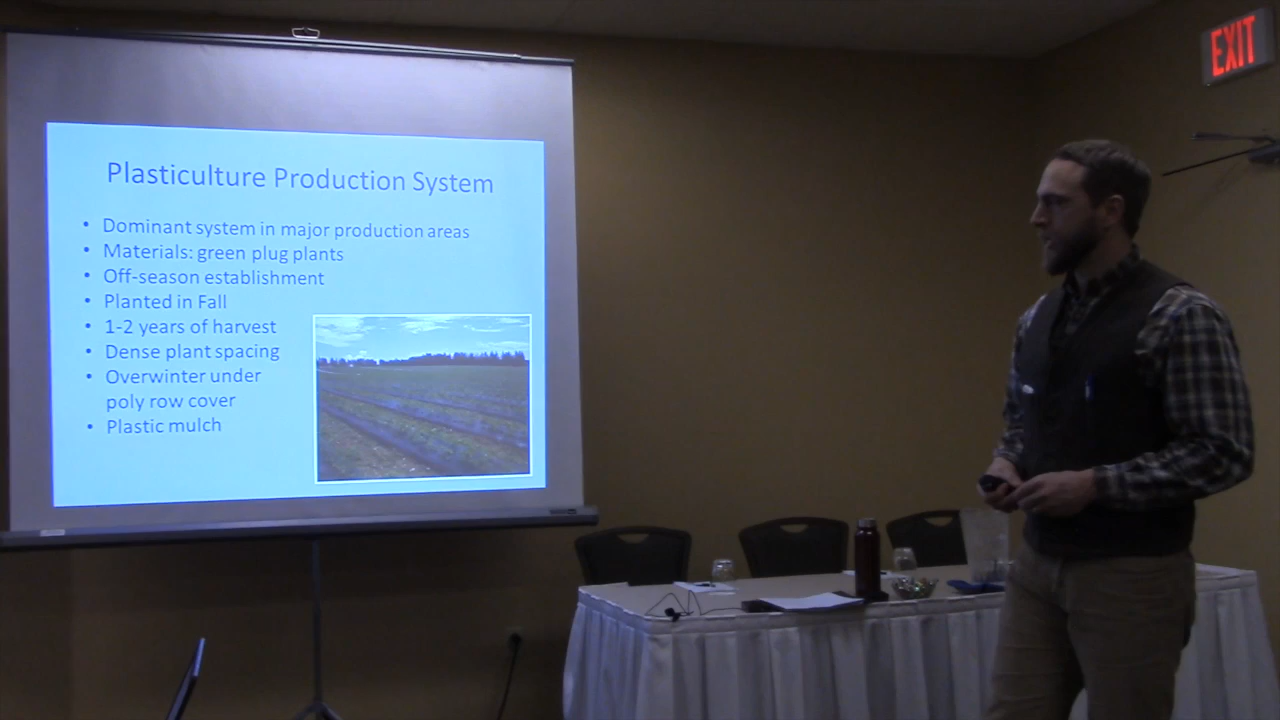 EXIT
Plasticulture Production System
• Dominant system in major production areas
• Materials: green plug plants
• Off-season establishment
• Planted in Fall
• 1-2 years of harvest
• Dense plant spacing
• Overwinter under
poly row cover
• Plastic mulch